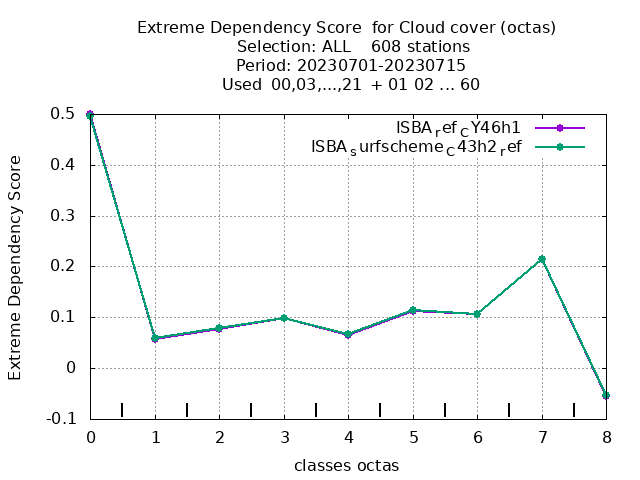 Extreme Dependency Score  for Cloud cover (octas)
Selection: ALL    608 stations
Period: 20230701-20230715
Used  00,03,...,21  + 01 02 ... 60
ISBA_ref_CY46h1
ISBA_surfscheme_C43h2_ref
Extreme Dependency Score
0.5
0.4
0.3
0.2
0.1
0
-0.1
0 1 2 3 4 5 6 7 8
classes octas